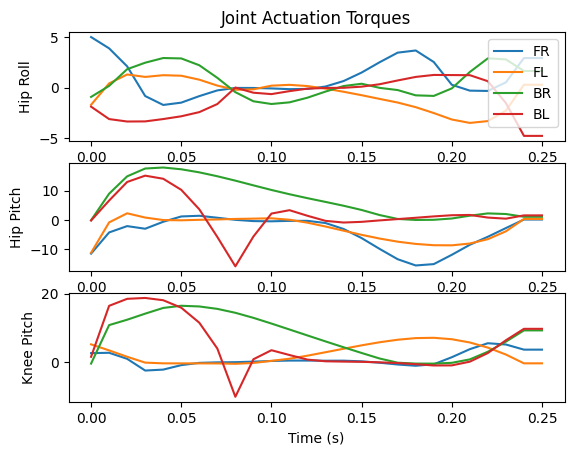 Joint Actuation Torques
5
0
−5
Hip Roll
FR
FL
BR
BL
0.00 0.05 0.10 0.15 0.20 0.25
10
0
−10
Hip Pitch
0.00 0.05 0.10 0.15 0.20 0.25
20
0
Knee Pitch
0.00 0.05 0.10 0.15 0.20 0.25
Time (s)